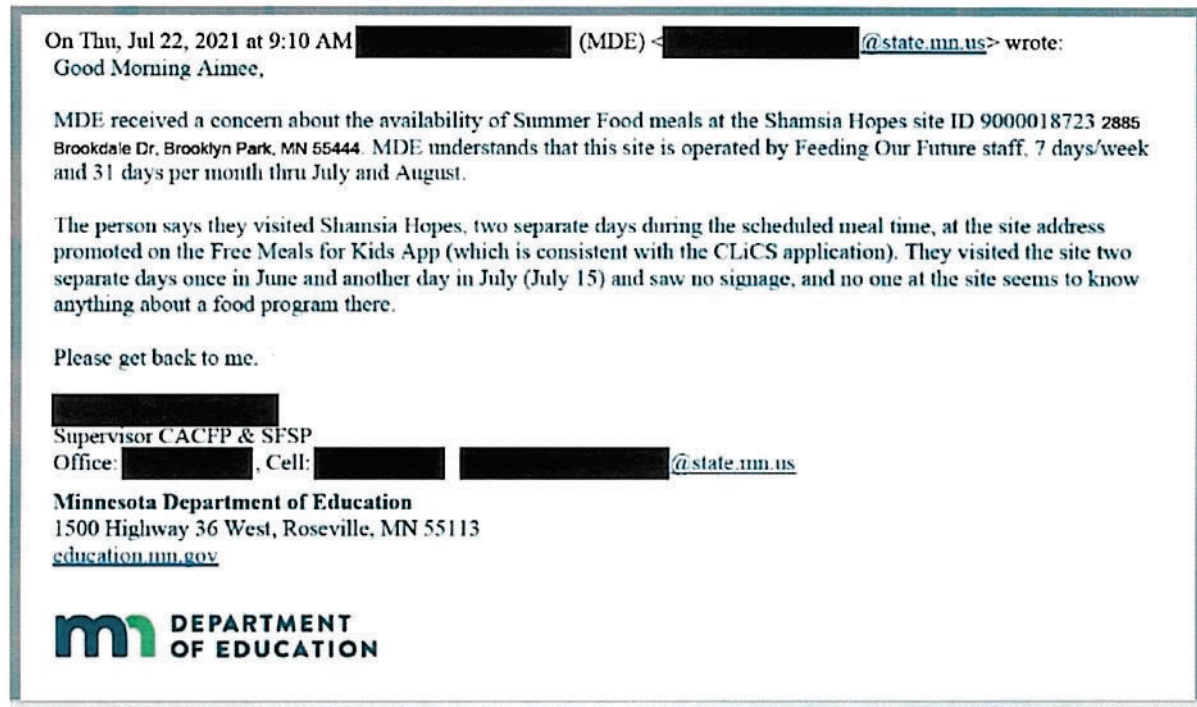 On Thu, Jul 22, 2021 at 9:10 AM (MDE) < @state.mn.us> wrote:
Good Morning Aimee,
MDE received a concern about the availability of Summer Food meals at the Shamsia Hopes site ID 9000018723 2885
Brookdale Dr, Brooklyn Park, MN 55444. MDE understands that this site is operated by Feeding Our Future staff, 7 days/week
and 31 days per month thru July and August.
The person says they visited Shamsia Hopes, two separate days during the scheduled meal time, at the site address
promoted on the Free Meals for Kids App (which is consistent with the CLiCS application). They visited the site two
separate days once in June and another day in July (July 15) and saw no signage, and no one at the site seems to know
anything about a food program there.
Please get back to me.
Supervisor CACFP & SFSP
Office: , Cell: @state.mn.us
Minnesota Department of Education
1500 Highway 36 West, Roseville, MN 55113
education.mn.gov
mn DEPARTMENT
OF EDUCATION